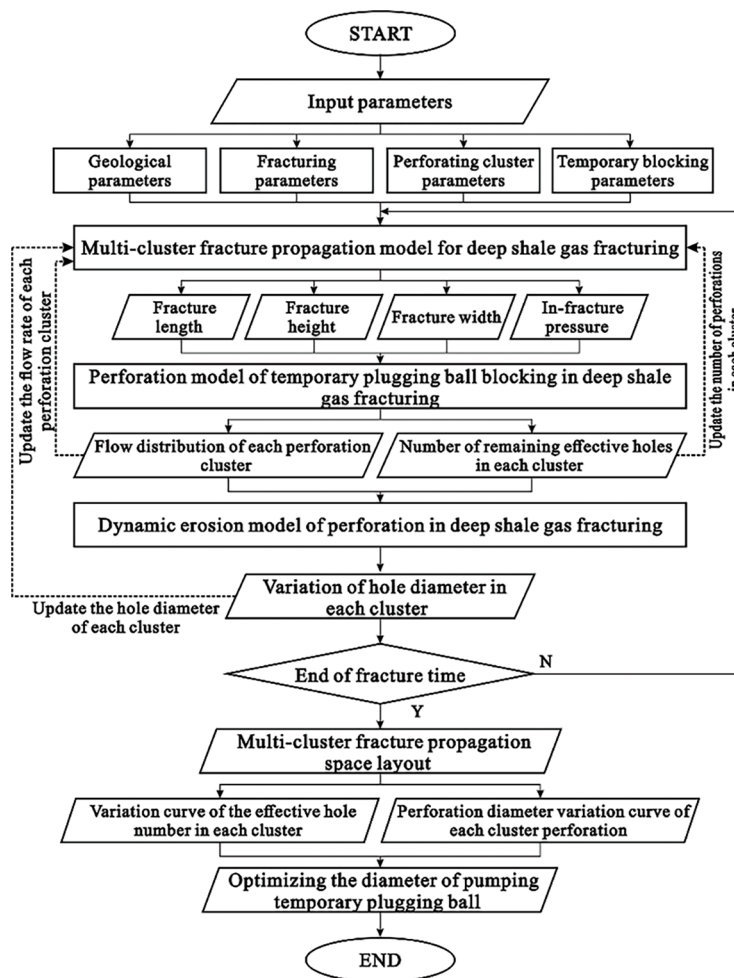 START
Input parameters
Geological
parameters
Fracturing
parameters
Perforating cluster
parameters
Temporary blocking
parameters
Multi-cluster fracture propagation model for deep shale gas fracturing
Fracture
length
Fracture
height
Fracture width
In-fracture
pressure
Perforation model of temporary plugging ball blocking in deep shale
gas fracturing
Update the flow rate of each
perforation cluster
Update the number of perforations
in each cluster
Flow distribution of each perforation
cluster
Number of remaining effective holes
in each cluster
Dynamic erosion model of perforation in deep shale gas fracturing
Variation of hole diameter in
each cluster
Update the hole diameter
of each cluster
End of fracture time
N
Y
Multi-cluster fracture propagation
space layout
Variation curve of the effective hole
number in each cluster
Perforation diameter variation curve of
each cluster perforation
Optimizing the diameter of pumping
temporary plugging ball
END